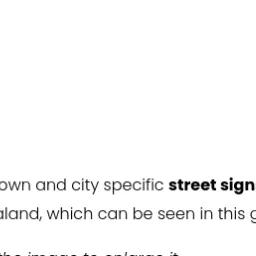 own and city specific street sign
aland, which can be seen in this g
the image to enlarge it